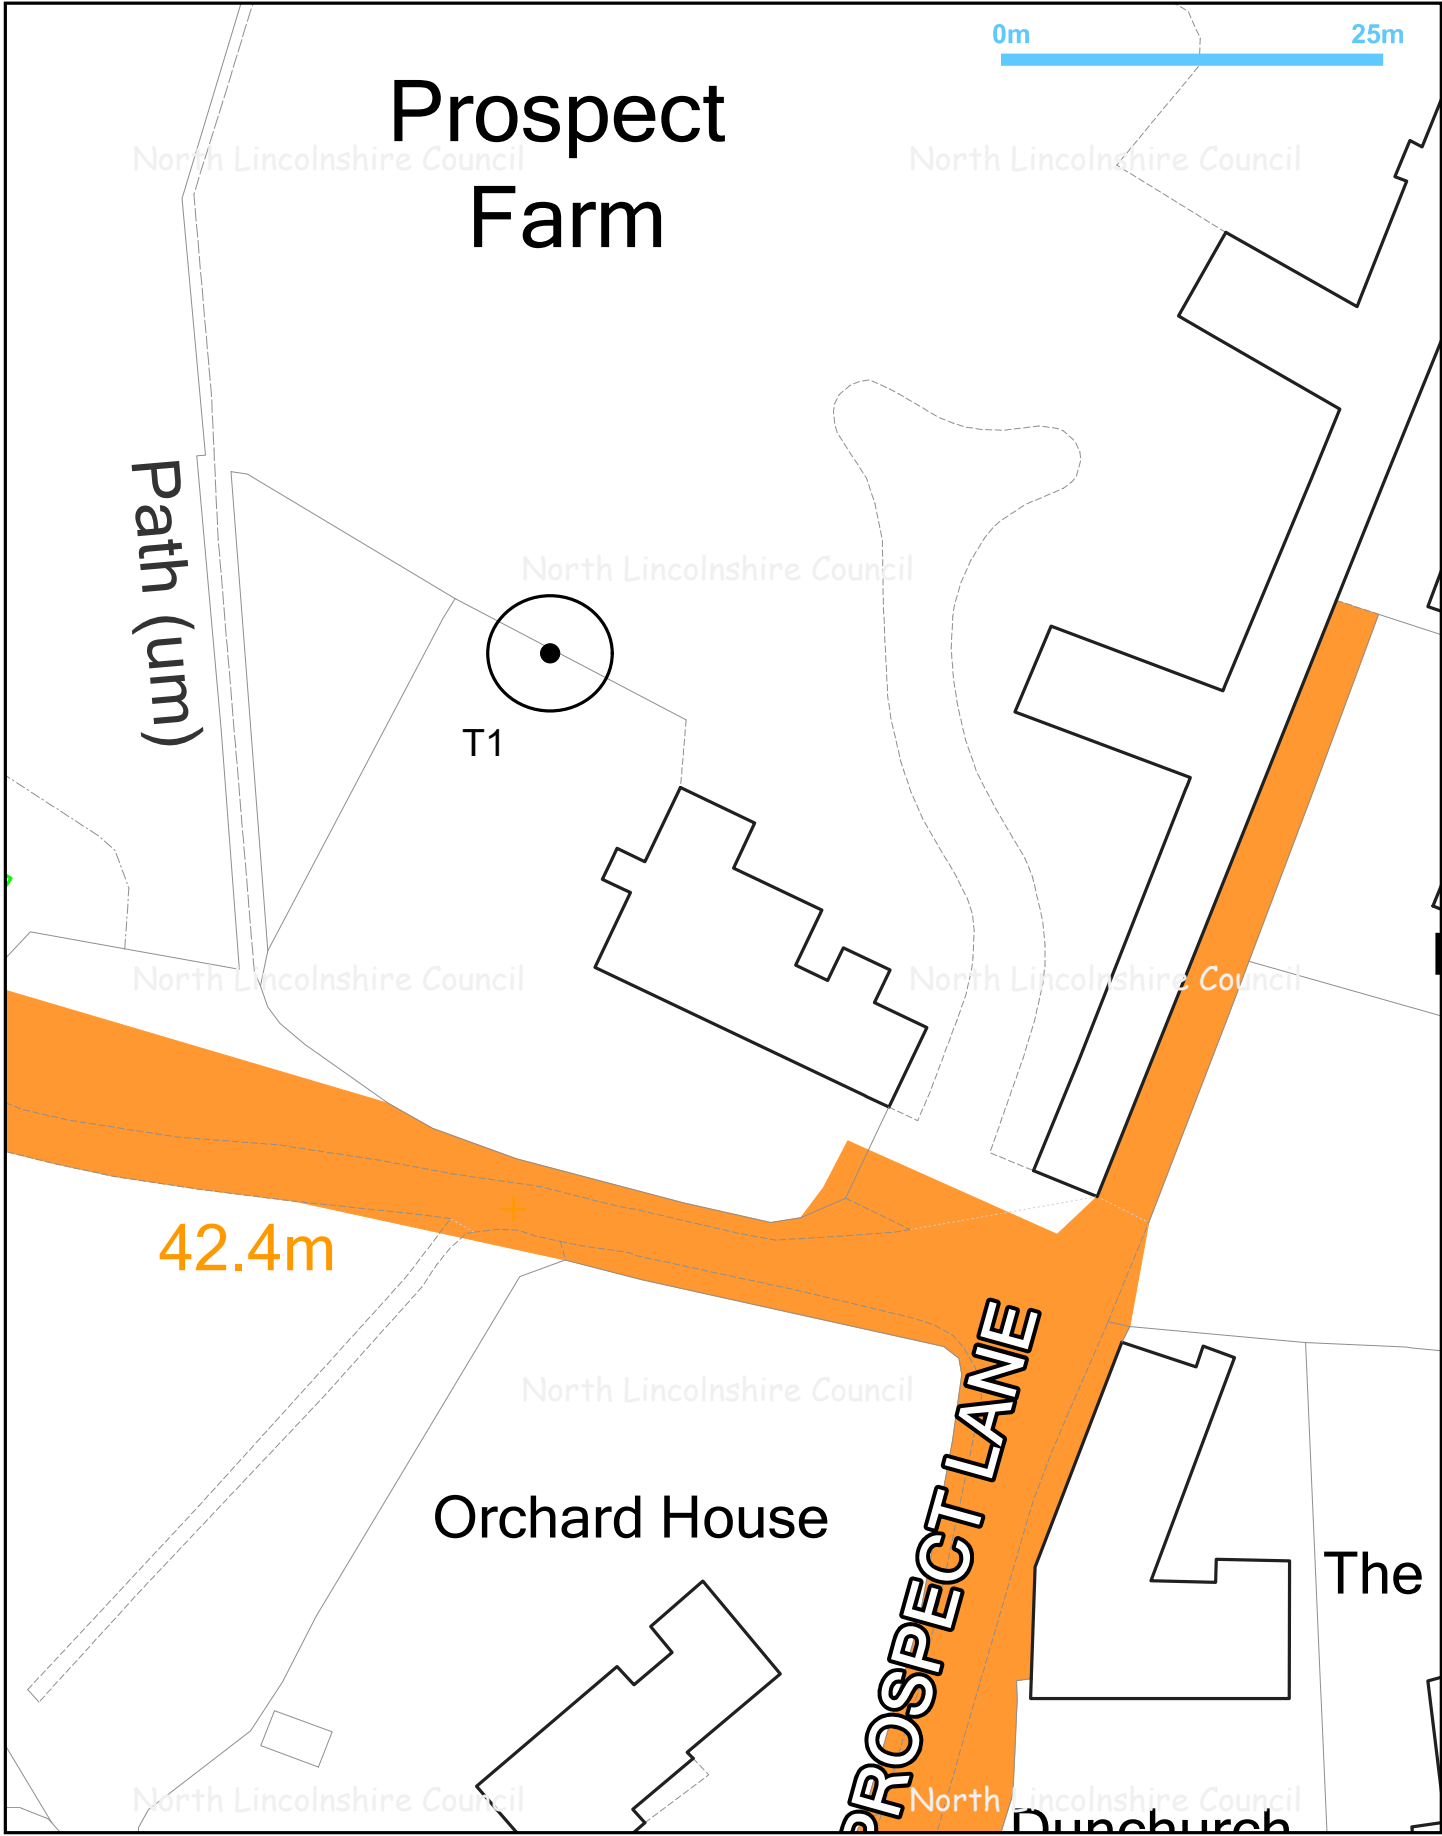 0m 25m
Prospect
Farm
North Lincolnshire Council North Lincolnshire Council
Path (um)
North Lincolnshire Council
T1
North Lincolnshire Council North Lincolnshire Council
42.4m
PROSPECT LANE
North Lincolnshire Council
Orchard House
The
North Lincolnshire Council North Lincolnshire Council
Dunchurch